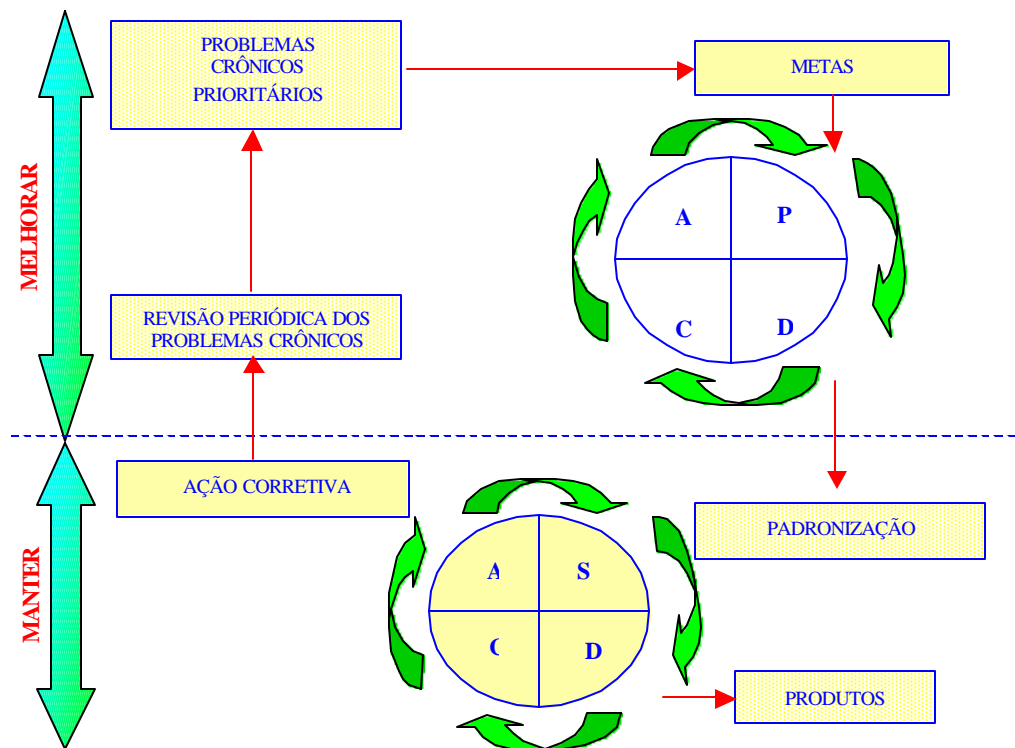 PROBLEMAS
CRÔNICOS
PRIORITÁRIOS
METAS
MELHORAR
A
P
C
D
REVISÃO PERIÓDICA DOS
PROBLEMAS CRÔNICOS
AÇÃO CORRETIVA
PADRONIZAÇÃO
MANTER
A
S
C
D
PRODUTOS